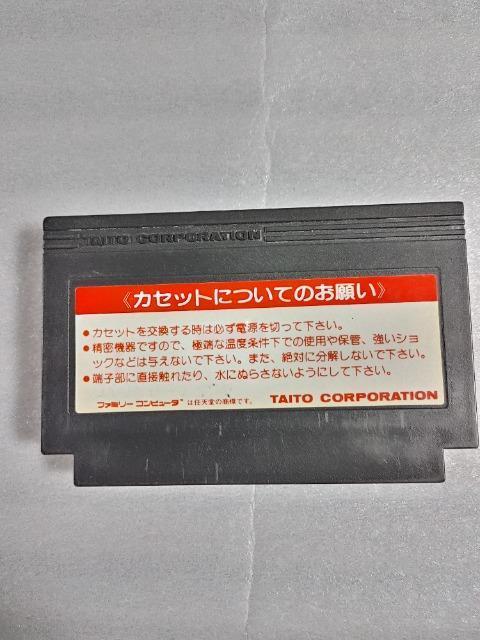 TAITO CORPORATION
《カセットについてのお願い》
●カセットを交換する時は必ず電源を切って下さい。
●精密機器ですので、極端な温度条件下での使用や保管、強いショ
ックなどは与えないで下さい。また、絶対に分解しないで下さい。
●端子部に直接触れたり、水にぬらさないようにして下さい。
ファミリーコンピュータ™は任天堂の商標です。 TAITO CORPORATION